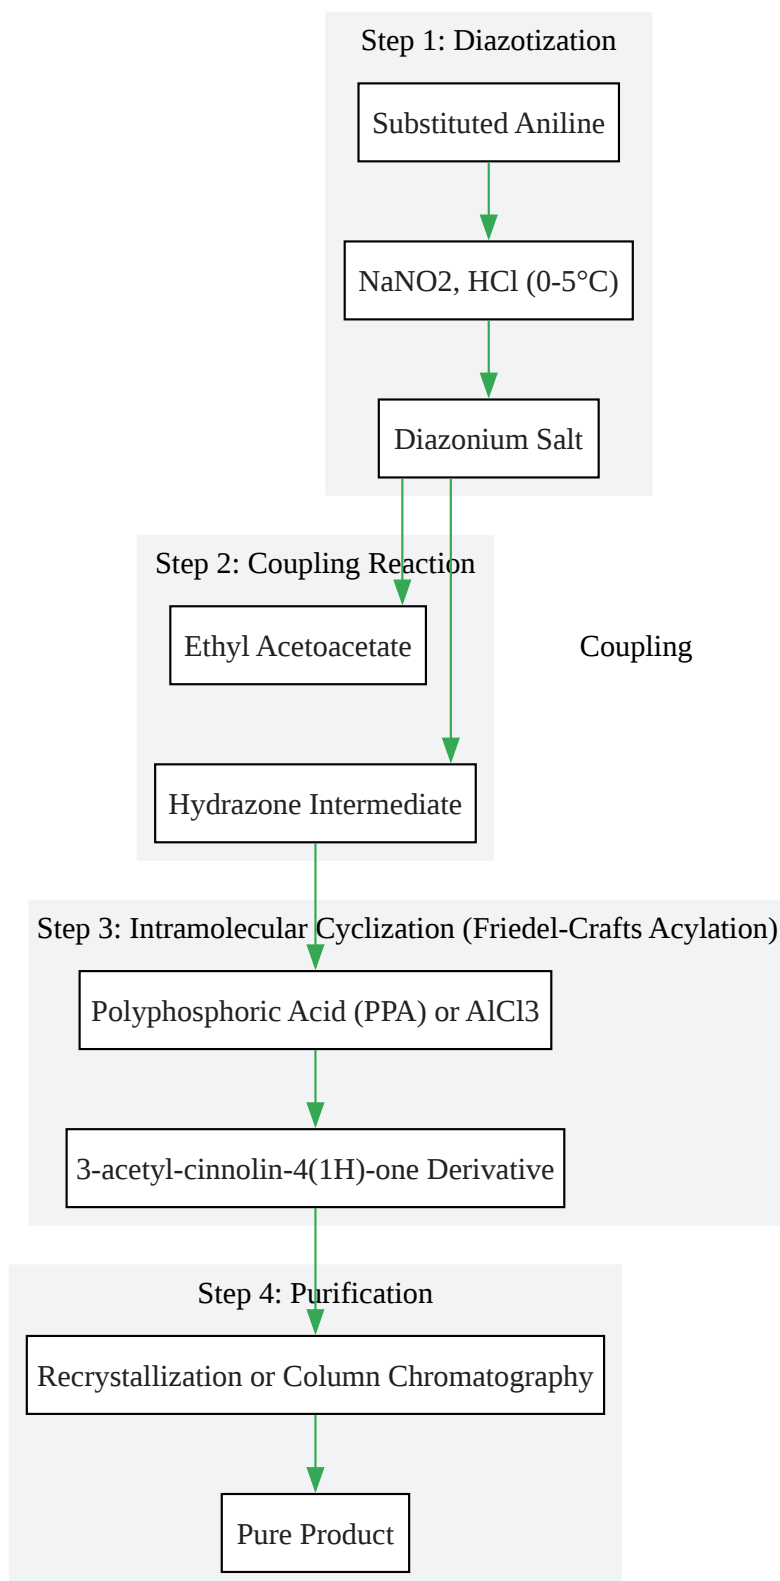 Step 1: Diazotization
Substituted Aniline
NaNO2, HCl (0-5°C)
Diazonium Salt
Step 2: Coupling Reaction
Ethyl Acetoacetate
Coupling
Hydrazone Intermediate
Step 3: Intramolecular Cyclization (Friedel-Crafts Acylation)
Polyphosphoric Acid (PPA) or AlCl3
3-acetyl-cinnolin-4(1H)-one Derivative
Step 4: Purification
Recrystallization or Column Chromatography
Pure Product